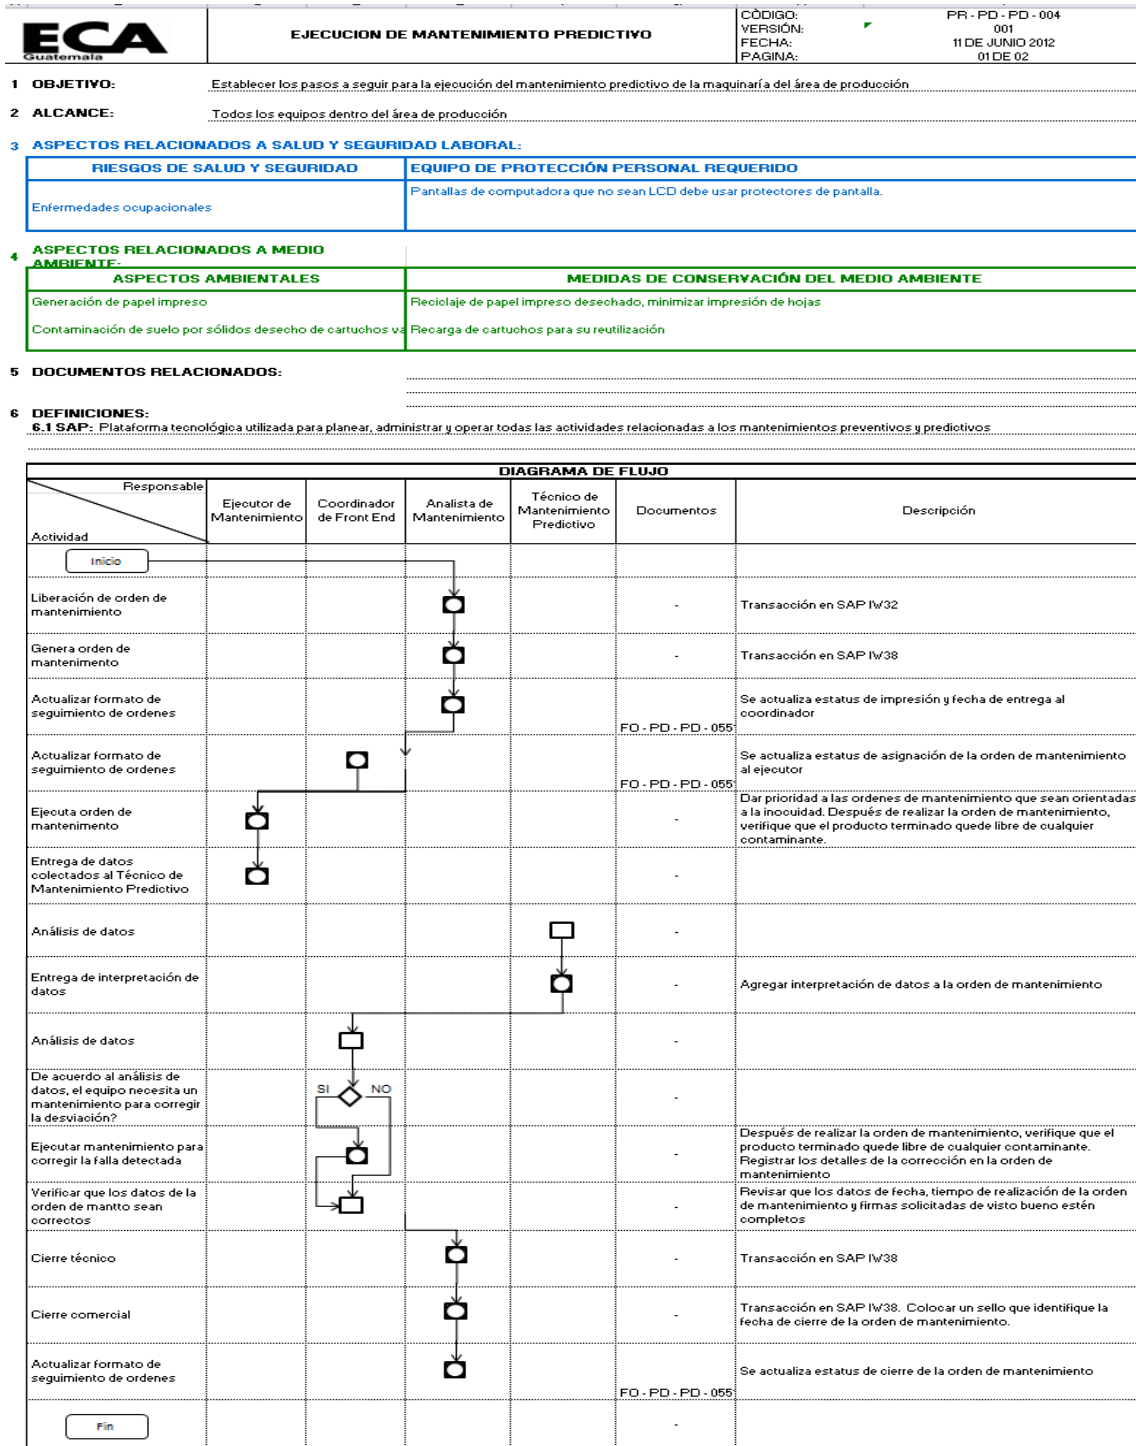 ECA
Guatemala
EJECUCION DE MANTENIMIENTO PREDICTIVO
CÓDIGO: PR - PD - PD - 004
VERSIÓN: 001
FECHA: 11 DE JUNIO 2012
PAGINA: 01 DE 02
1 OBJETIVO: Establecer los pasos a seguir para la ejecución del mantenimiento predictivo de la maquinaría del área de producción
2 ALCANCE: Todos los equipos dentro del área de producción
3 ASPECTOS RELACIONADOS A SALUD Y SEGURIDAD LABORAL:
RIESGOS DE SALUD Y SEGURIDAD
EQUIPO DE PROTECCIÓN PERSONAL REQUERIDO
Pantallas de computadora que no sean LCD debe usar protectores de pantalla.
Enfermedades ocupacionales
4 ASPECTOS RELACIONADOS A MEDIO
AMBIENTE:
ASPECTOS AMBIENTALES
MEDIDAS DE CONSERVACIÓN DEL MEDIO AMBIENTE
Generación de papel impreso
Reciclaje de papel impreso desechado, minimizar impresión de hojas
Contaminación de suelo por sólidos desecho de cartuchos va
Recarga de cartuchos para su reutilización
5 DOCUMENTOS RELACIONADOS:
6 DEFINICIONES:
6.1 SAP: Plataforma tecnológica utilizada para planear, administrar y operar todas las actividades relacionadas a los mantenimientos preventivos y predictivos
DIAGRAMA DE FLUJO
Responsable
Actividad
Ejecutor de
Mantenimiento
Coordinador
de Front End
Analista de
Mantenimiento
Técnico de
Mantenimiento
Predictivo
Documentos
Descripción
Inicio
Liberación de orden de
mantenimiento
-
Transacción en SAP IW32
Genera orden de
mantenimento
-
Transacción en SAP IW38
Actualizar formato de
seguimiento de ordenes
FO - PD - PD - 055
Se actualiza estatus de impresión y fecha de entrega al
coordinador
Actualizar formato de
seguimiento de ordenes
FO - PD - PD - 055
Se actualiza estatus de asignación de la orden de mantenimiento
al ejecutor
Ejecuta orden de
mantenimento
-
Dar prioridad a las ordenes de mantenimiento que sean orientadas
a la inocuidad. Después de realizar la orden de mantenimiento,
verifique que el producto terminado quede libre de cualquier
contaminante.
Entrega de datos
colectados al Técnico de
Mantenimiento Predictivo
-
Análisis de datos
-
Entrega de interpretación de
datos
-
Agregar interpretación de datos a la orden de mantenimiento
Análisis de datos
-
De acuerdo al análisis de
datos, el equipo necesita un
mantenimiento para corregir
la desviación?
SI
NO
-
Ejecutar mantenimiento para
corregir la falla detectada
-
Después de realizar la orden de mantenimiento, verifique que el
producto terminado quede libre de cualquier contaminante.
Registrar los detalles de la corrección en la orden de
mantenimiento
Verificar que los datos de la
orden de mantto sean
correctos
-
Revisar que los datos de fecha, tiempo de realización de la orden
de mantenimiento y firmas solicitadas de visto bueno estén
completos
Cierre técnico
-
Transacción en SAP IW38
Cierre comercial
-
Transacción en SAP IW38. Colocar un sello que identifique la
fecha de cierre de la orden de mantenimiento.
Actualizar formato de
seguimiento de ordenes
FO - PD - PD - 055
Se actualiza estatus de cierre de la orden de mantenimiento
Fin
-